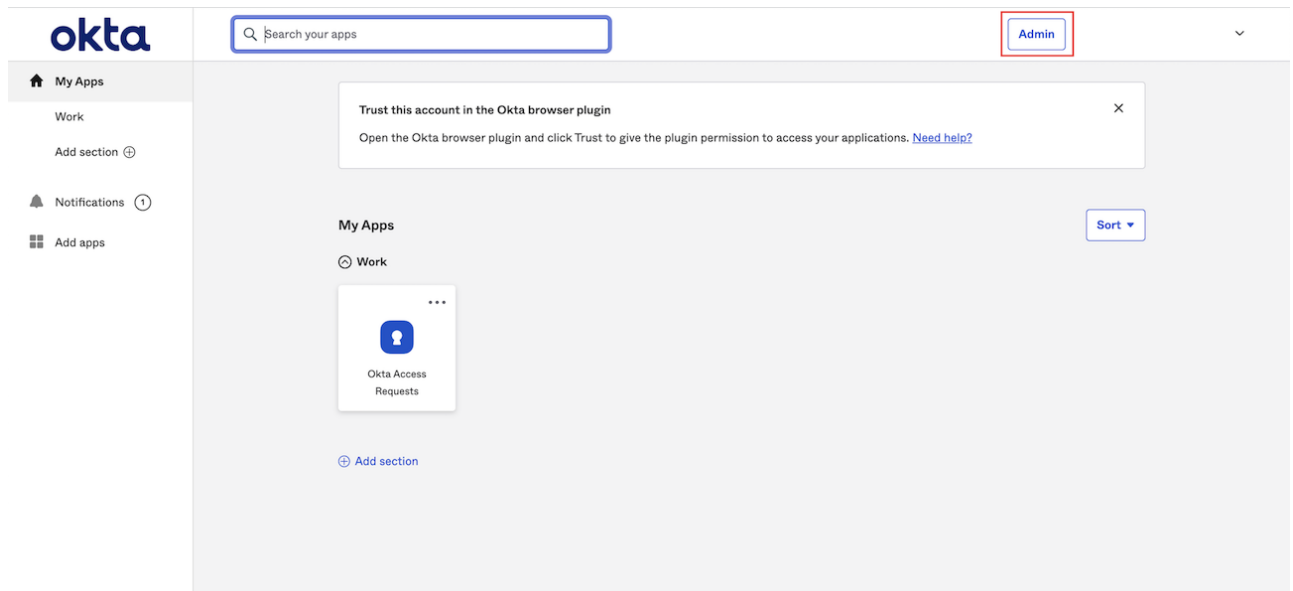 okta
Search your apps
Admin
My Apps
Work
Add section
Notifications 1
Add apps
Trust this account in the Okta browser plugin
Open the Okta browser plugin and click Trust to give the plugin permission to access your applications. Need help?
My Apps
Sort
Work
Okta Access
Requests
Add section